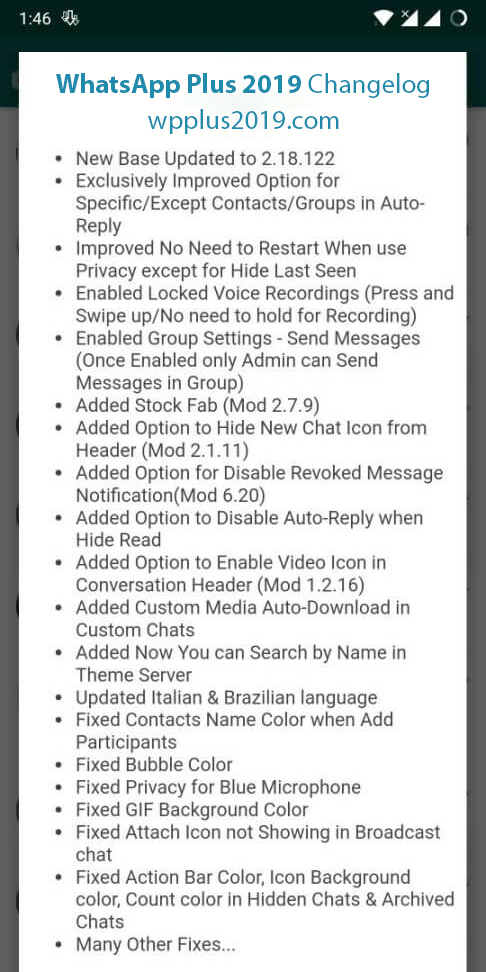 1:46
WhatsApp Plus 2019 Changelog
wpplus2019.com
• New Base Updated to 2.18.122
• Exclusively Improved Option for
Specific/Except Contacts/Groups in Auto-
Reply
• Improved No Need to Restart When use
Privacy except for Hide Last Seen
• Enabled Locked Voice Recordings (Press and
Swipe up/No need to hold for Recording)
• Enabled Group Settings - Send Messages
(Once Enabled only Admin can Send
Messages in Group)
• Added Stock Fab (Mod 2.7.9)
• Added Option to Hide New Chat Icon from
Header (Mod 2.1.11)
• Added Option for Disable Revoked Message
Notification(Mod 6.20)
• Added Option to Disable Auto-Reply when
Hide Read
• Added Option to Enable Video Icon in
Conversation Header (Mod 1.2.16)
• Added Custom Media Auto-Download in
Custom Chats
• Added Now You can Search by Name in
Theme Server
• Updated Italian & Brazilian language
• Fixed Contacts Name Color when Add
Participants
• Fixed Bubble Color
• Fixed Privacy for Blue Microphone
• Fixed GIF Background Color
• Fixed Attach Icon not Showing in Broadcast
chat
• Fixed Action Bar Color, Icon Background
color, Count color in Hidden Chats & Archived
Chats
• Many Other Fixes...